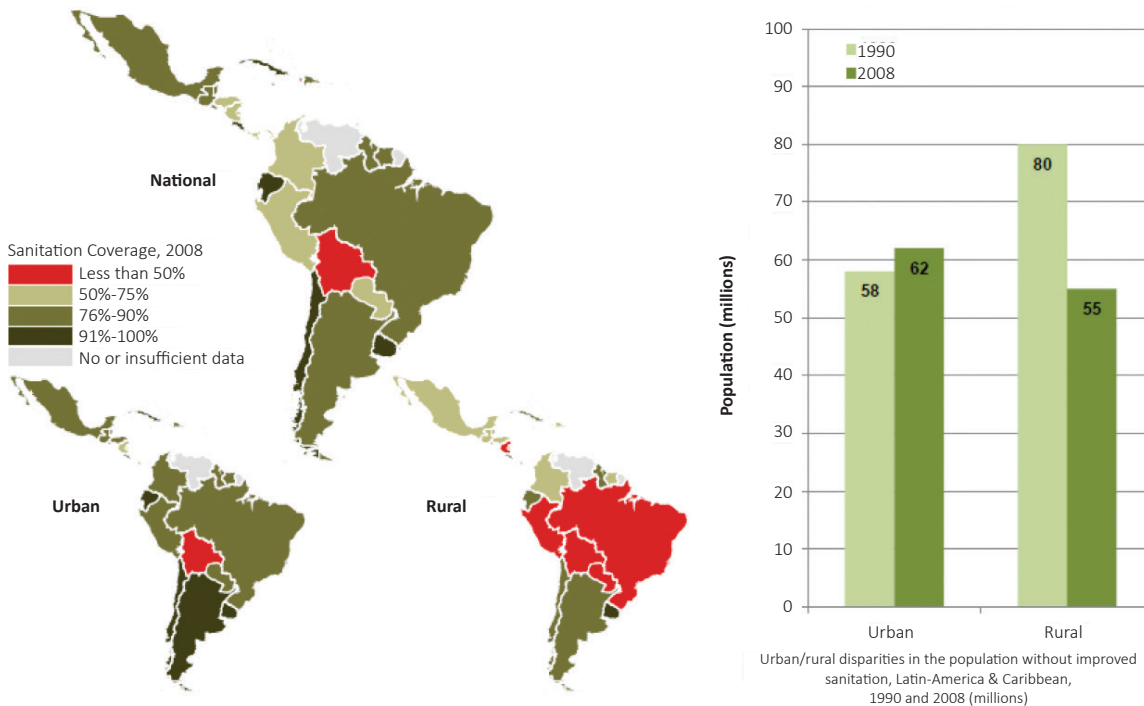 National
Sanitation Coverage, 2008
Less than 50%
50%-75%
76%-90%
91%-100%
No or insufficient data
Urban
Rural
100
90
80
70
60
50
40
30
20
10
0
Population (millions)
1990
2008
58
62
80
55
Urban
Rural
Urban/rural disparities in the population without improved
sanitation, Latin-America & Caribbean,
1990 and 2008 (millions)